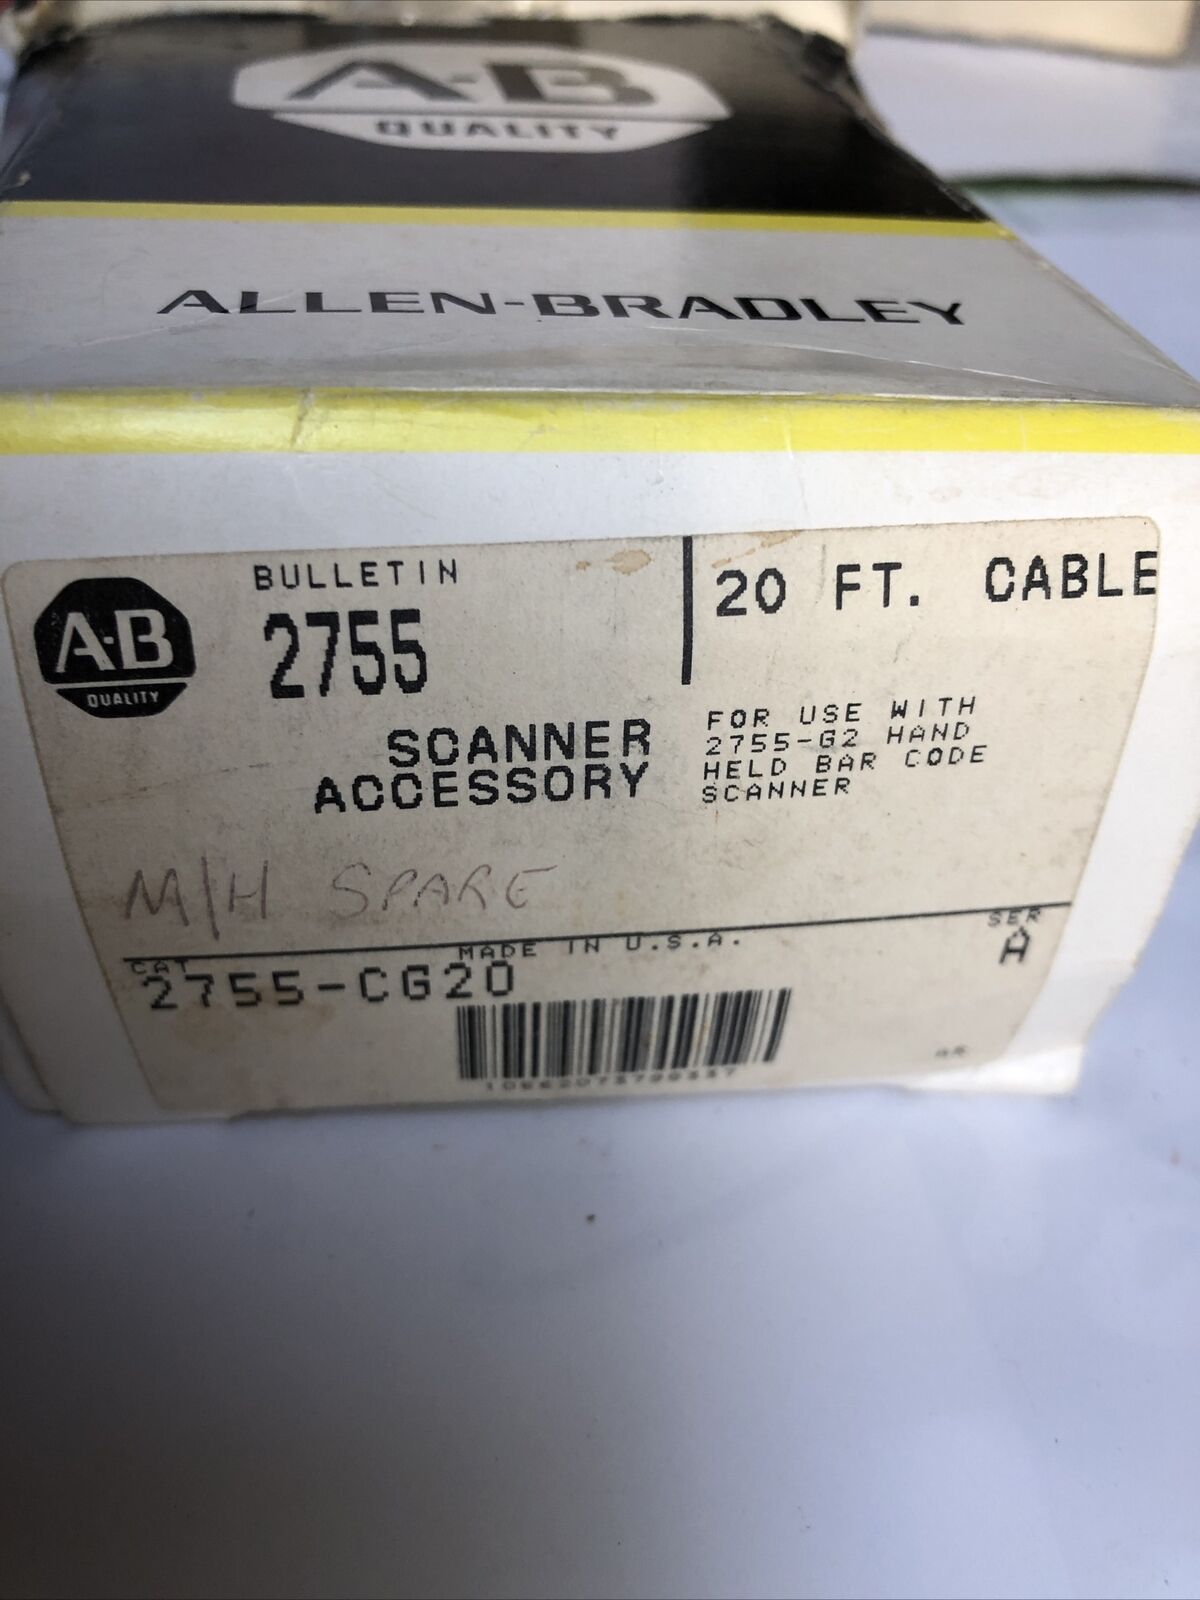 A-B
QUALITY
ALLEN-BRADLEY
A-B
QUALITY
BULLETIN
2755
SCANNER
ACCESSORY
20 FT. CABLE
FOR USE WITH
2755-G2 HAND
HELD BAR CODE
SCANNER
M/H SPARE
MADE IN U.S.A.
SER
A
CAT
2755-CG20